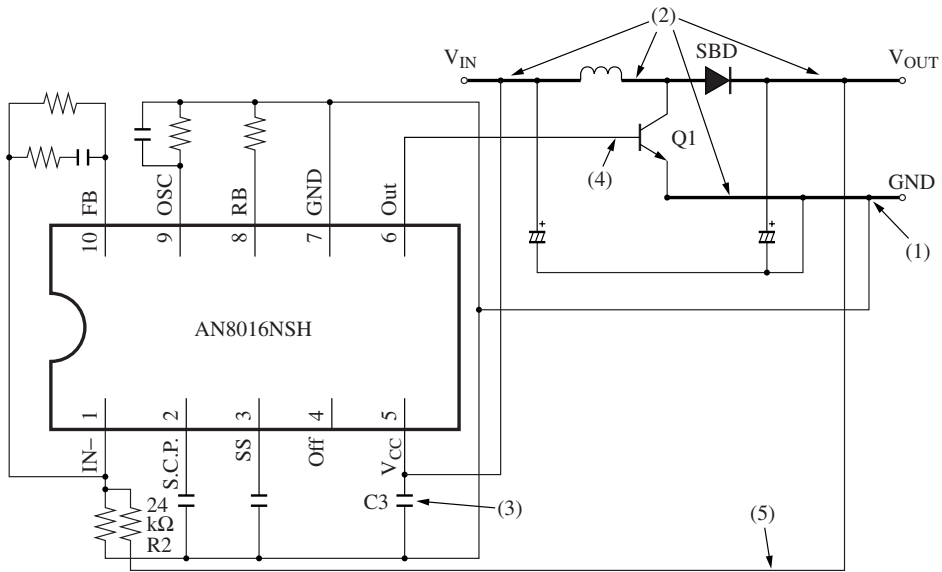 (2)
V_IN
SBD
V_OUT
Q1
(4)
GND
(1)
+
+
FB
OSC
RB
GND
Out
10
9
8
7
6
AN8016NSH
1
2
3
4
5
IN−
S.C.P.
SS
Off
V_CC
24
kΩ
R2
C3
(3)
(5)